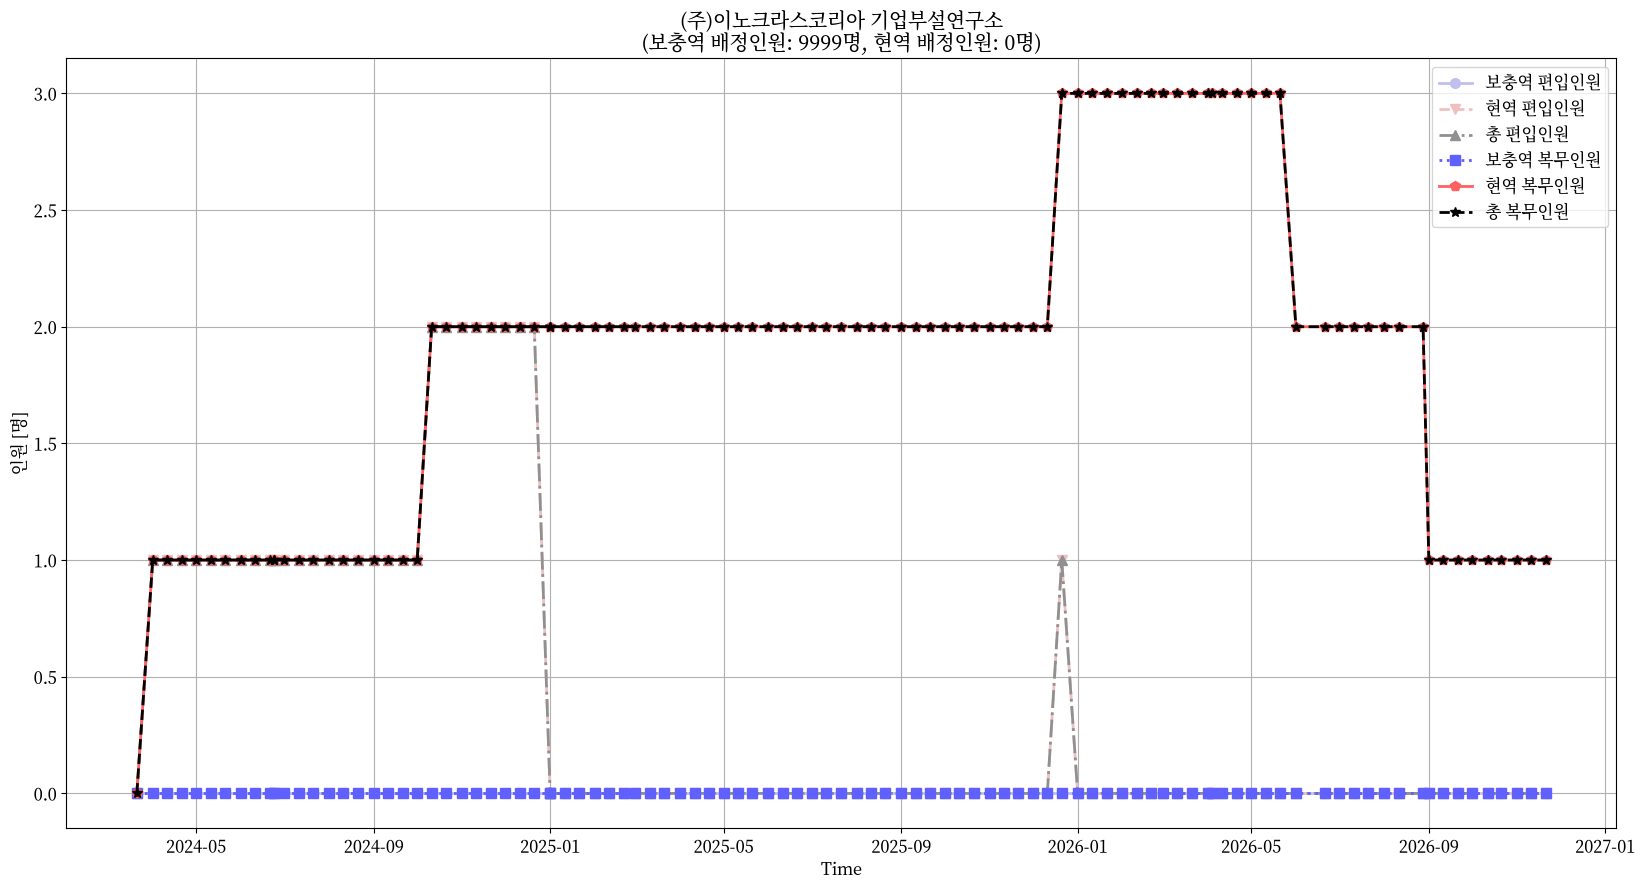 (주)이노크라스코리아 기업부설연구소
(보충역 배정인원: 9999명, 현역 배정인원: 0명)
보충역 편입인원
현역 편입인원
총 편입인원
보충역 복무인원
현역 복무인원
총 복무인원
인원 [명]
3.0
2.5
2.0
1.5
1.0
0.5
0.0
2024-05
2024-09
2025-01
2025-05
2025-09
2026-01
2026-05
2026-09
2027-01
Time